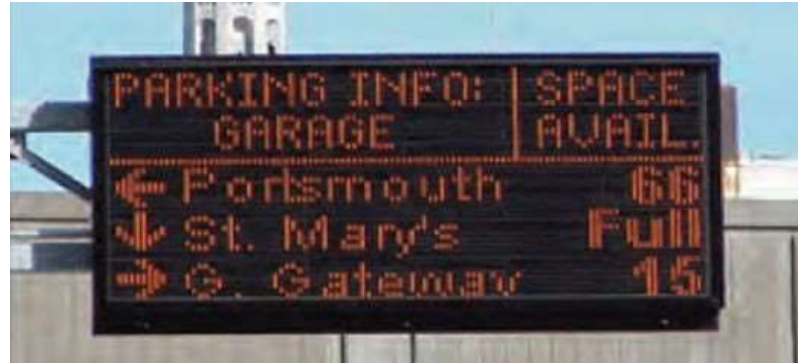 PARKING INFO: SPACE
GARAGE AVAIL.
← Portsmouth 66
↓ St. Mary's Full
→ G. Gateway 15